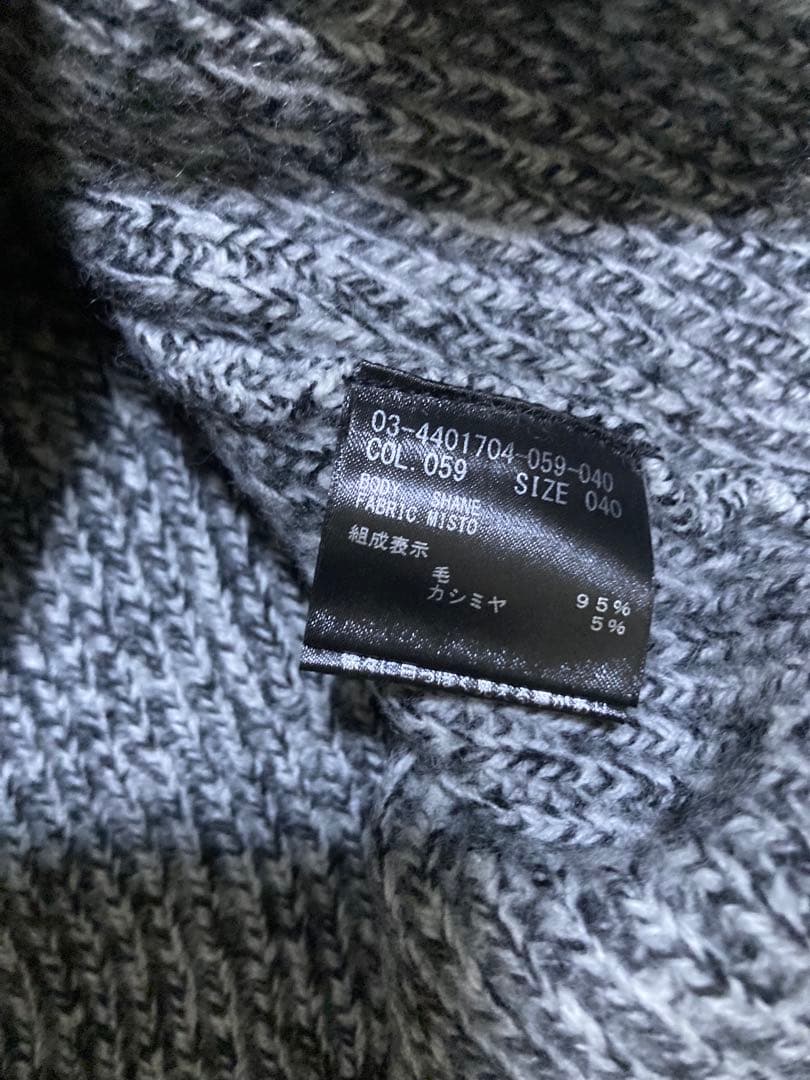 03-4401704-059-040
COL.059 SIZE 040
BODY SHANE
FABRIC MISTO
組成表示
毛 95%
カシミヤ 5%